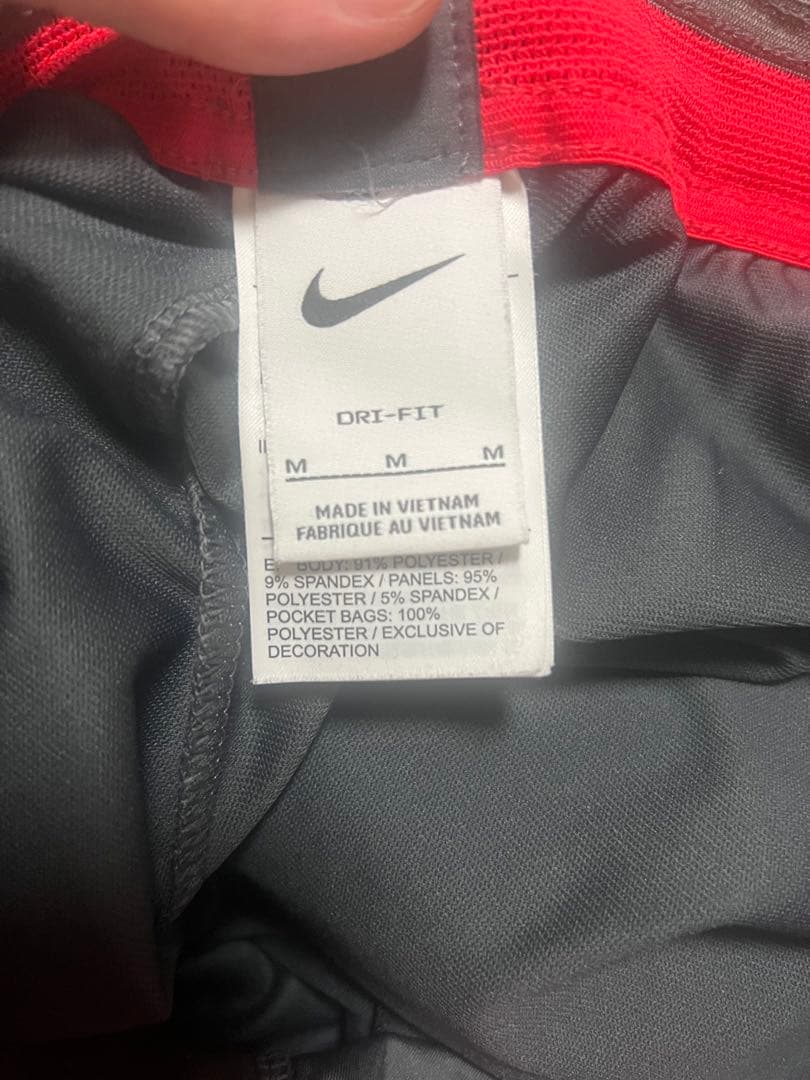 DRI-FIT
M M M
MADE IN VIETNAM
FABRIQUE AU VIETNAM
E: BODY: 91% POLYESTER /
9% SPANDEX / PANELS: 95%
POLYESTER / 5% SPANDEX /
POCKET BAGS: 100%
POLYESTER / EXCLUSIVE OF
DECORATION